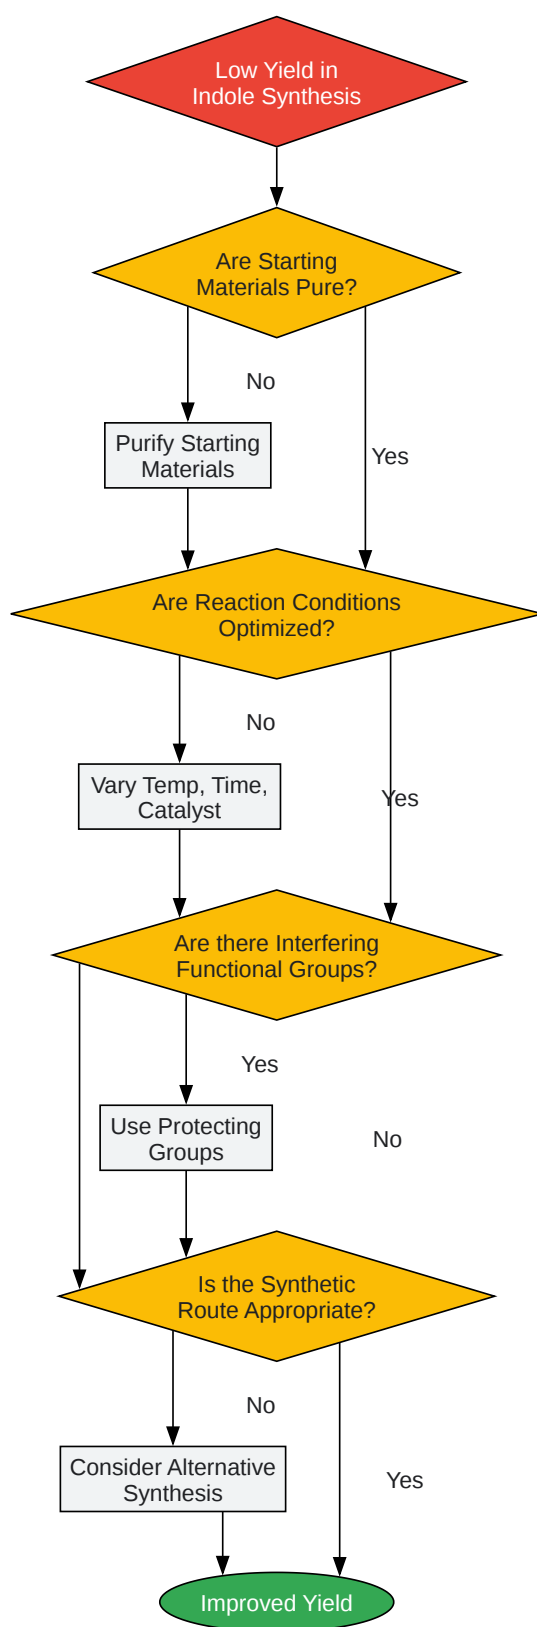 Low Yield in
Indole Synthesis
Are Starting
Materials Pure?
No
Purify Starting
Materials
Yes
Are Reaction Conditions
Optimized?
No
Vary Temp, Time,
Catalyst
Yes
Are there Interfering
Functional Groups?
Yes
Use Protecting
Groups
No
Is the Synthetic
Route Appropriate?
No
Consider Alternative
Synthesis
Yes
Improved Yield